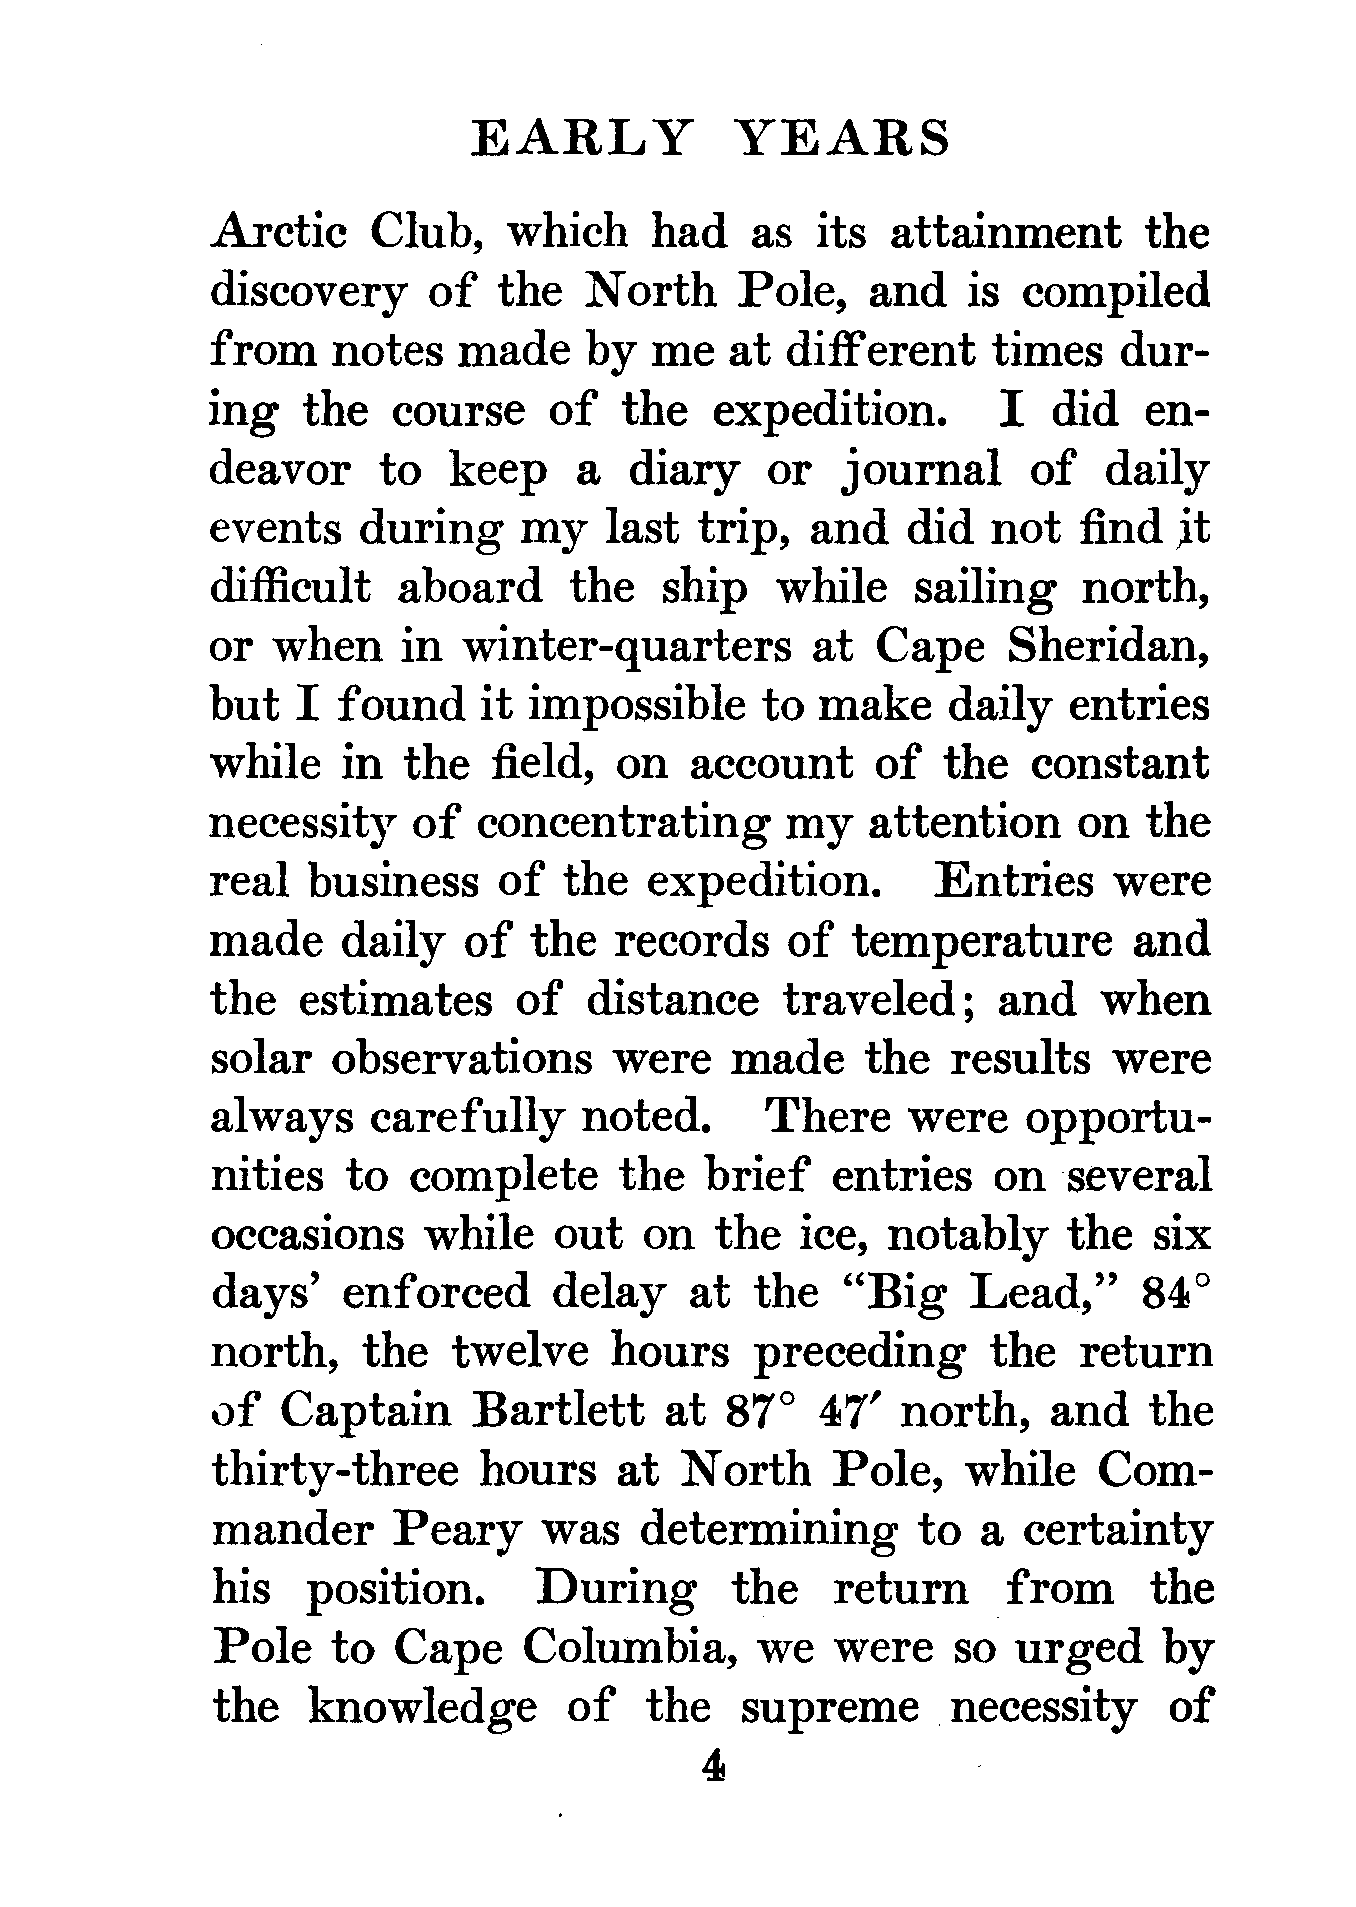 EARLY YEARS
Arctic Club, which had as its attainment the
discovery of the North Pole, and is compiled
from notes made by me at different times dur-
ing the course of the expedition. I did en-
deavor to keep a diary or journal of daily
events during my last trip, and did not find it
difficult aboard the ship while sailing north,
or when in winter-quarters at Cape Sheridan,
but I found it impossible to make daily entries
while in the field, on account of the constant
necessity of concentrating my attention on the
real business of the expedition. Entries were
made daily of the records of temperature and
the estimates of distance traveled; and when
solar observations were made the results were
always carefully noted. There were opportu-
nities to complete the brief entries on several
occasions while out on the ice, notably the six
days’ enforced delay at the “Big Lead,” 84°
north, the twelve hours preceding the return
of Captain Bartlett at 87° 47′ north, and the
thirty-three hours at North Pole, while Com-
mander Peary was determining to a certainty
his position. During the return from the
Pole to Cape Columbia, we were so urged by
the knowledge of the supreme necessity of
4